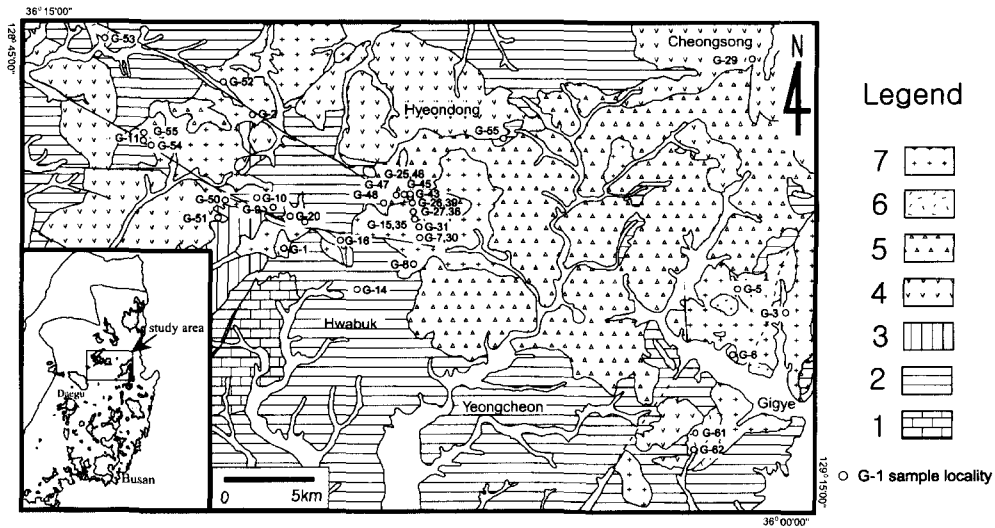 36° 15'00"
128° 45'00"
G-53
Cheongsong
G-29
N
G-52
G-2
Hyeondong
G-55
G-11
G-54
G-65
G-25,46
G-47
G-45
G-43
G-48
G-26,39
G-27,36
G-50
G-10
G-9
G-51
G-20
G-15,35
G-31
G-7,30
G-16
G-1
G-8
G-14
G-5
G-3
Hwabuk
G-6
study area
Daegu
Busan
Yeongcheon
Gigye
G-61
G-62
0 5km
129° 15'00"
36° 00'00"
Legend
7
6
5
4
3
2
1
G-1 sample locality